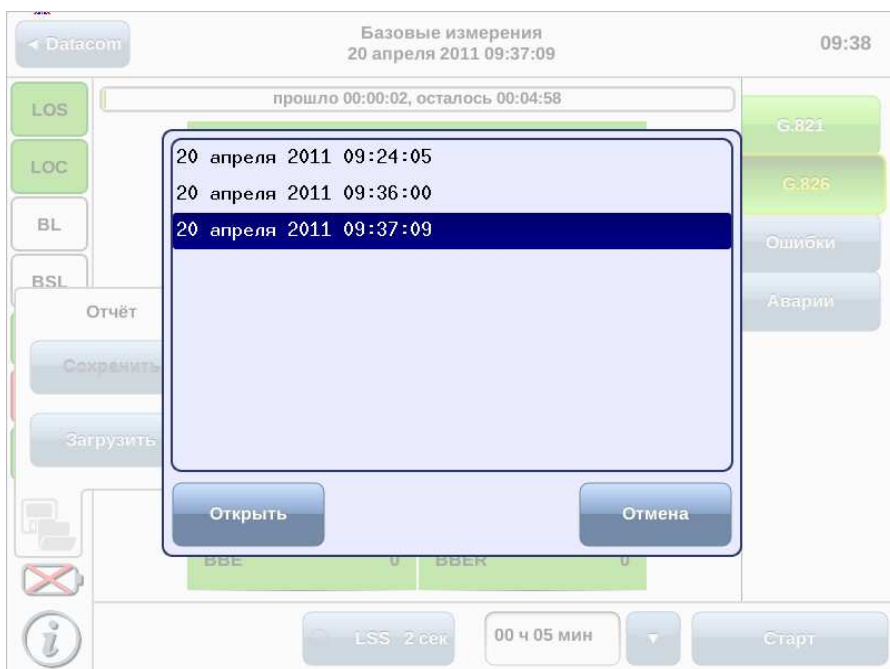 ◄ Datacom
Базовые измерения
20 апреля 2011 09:37:09
09:38
прошло 00:00:02, осталось 00:04:58
LOS
LOC
BL
BSL
G.821
G.826
Ошибки
Аварии
20 апреля 2011 09:24:05
20 апреля 2011 09:36:00
20 апреля 2011 09:37:09
Отчёт
Сохранить
Загрузить
Открыть
Отмена
BBE 0 BBER 0
LSS 2 сек
00 ч 05 мин
Старт